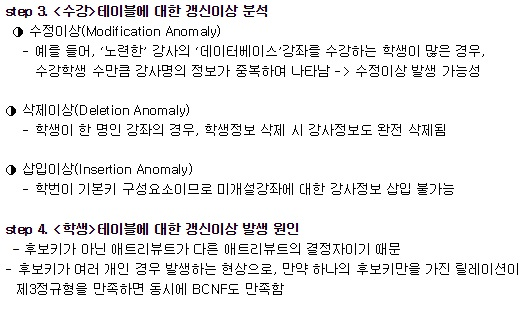 step 3. <수강>테이블에 대한 갱신이상 분석
◑ 수정이상(Modification Anomaly)
- 예를 들어, ‘노련한’ 강사의 ‘데이터베이스’강좌를 수강하는 학생이 많은 경우,
수강학생 수만큼 강사명의 정보가 중복하여 나타남 -> 수정이상 발생 가능성
◑ 삭제이상(Deletion Anomaly)
- 학생이 한 명인 강좌의 경우, 학생정보 삭제 시 강사정보도 완전 삭제됨
◑ 삽입이상(Insertion Anomaly)
- 학번이 기본키 구성요소이므로 미개설강좌에 대한 강사정보 삽입 불가능
step 4. <학생>테이블에 대한 갱신이상 발생 원인
- 후보키가 아닌 애트리뷰트가 다른 애트리뷰트의 결정자이기 때문
- 후보키가 여러 개인 경우 발생하는 현상으로, 만약 하나의 후보키만을 가진 릴레이션이
제3정규형을 만족하면 동시에 BCNF도 만족함